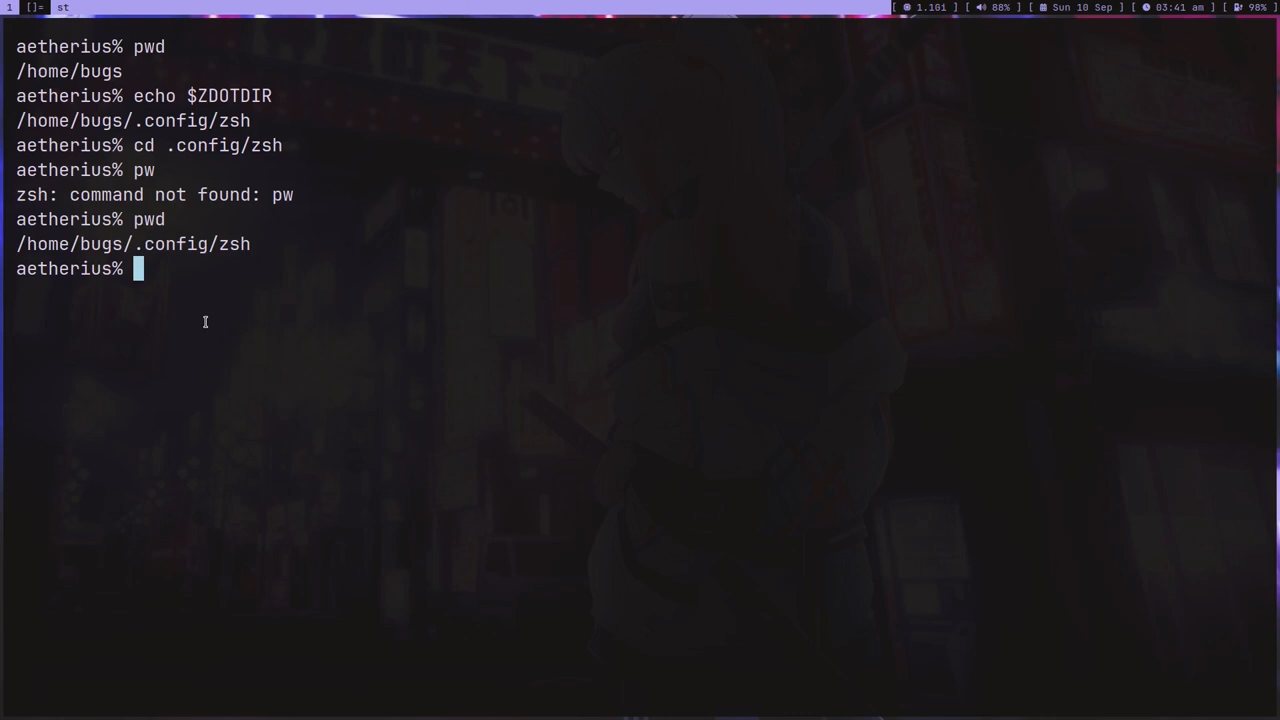 1 []= st [ 1.1Gi ] [ 88% ] [ Sun 10 Sep ] [ 03:41 am ] [ 98% ]
aetherius% pwd
/home/bugs
aetherius% echo $ZDOTDIR
/home/bugs/.config/zsh
aetherius% cd .config/zsh
aetherius% pw
zsh: command not found: pw
aetherius% pwd
/home/bugs/.config/zsh
aetherius%